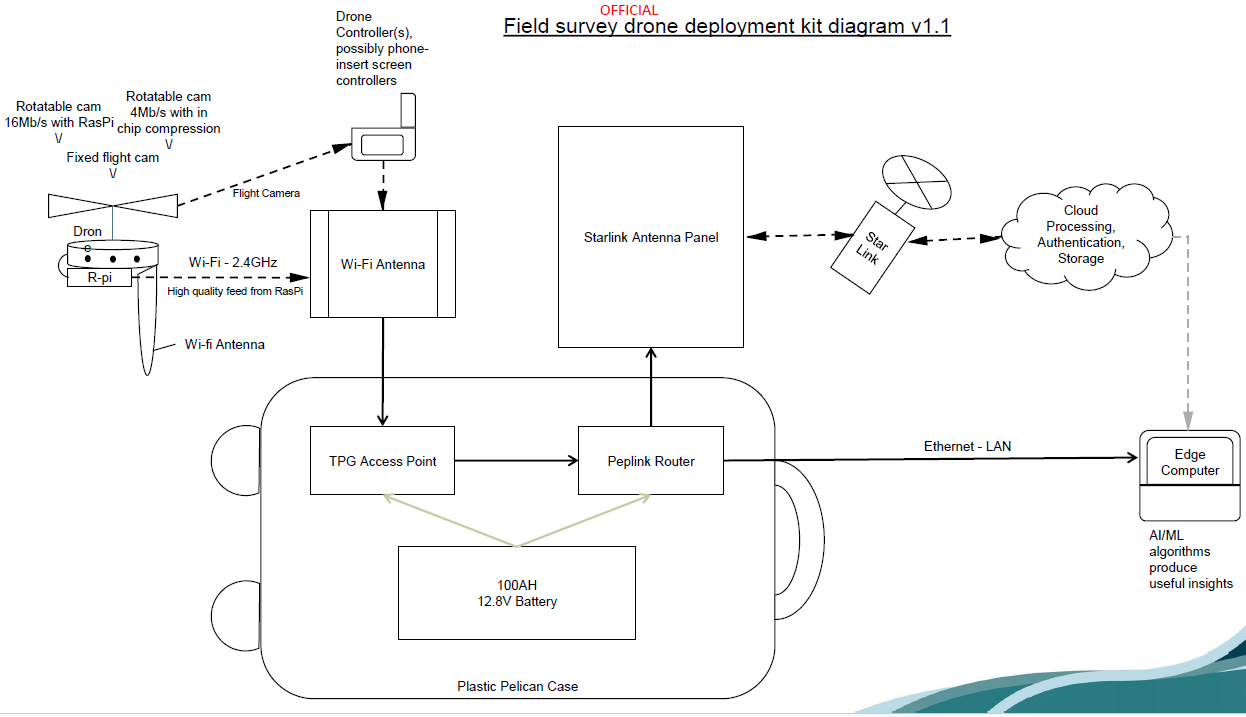 OFFICIAL
Field survey drone deployment kit diagram v1.1
Drone
Controller(s),
possibly phone-
insert screen
controllers
Rotatable cam
16Mb/s with RasPi
\/
Rotatable cam
4Mb/s with in
chip compression
\/
Fixed flight cam
\/
Flight Camera
Dron
e
R-pi
Wi-Fi - 2.4GHz
High quality feed from RasPi
Wi-fi Antenna
Wi-Fi Antenna
Starlink Antenna Panel
Star
Link
Cloud
Processing,
Authentication,
Storage
TPG Access Point
Peplink Router
Ethernet - LAN
Edge
Computer
AI/ML
algorithms
produce
useful insights
100AH
12.8V Battery
Plastic Pelican Case